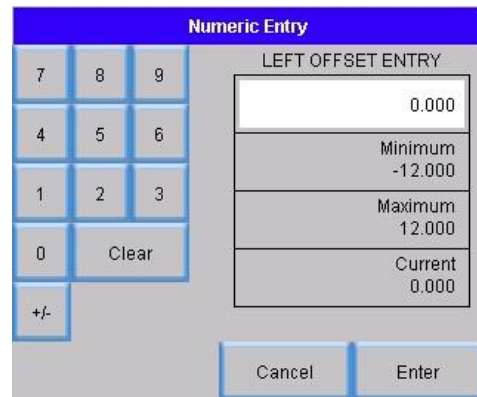 Numeric Entry
7 8 9
4 5 6
1 2 3
0 Clear
+/-
LEFT OFFSET ENTRY
0.000
Minimum
-12.000
Maximum
12.000
Current
0.000
Cancel Enter